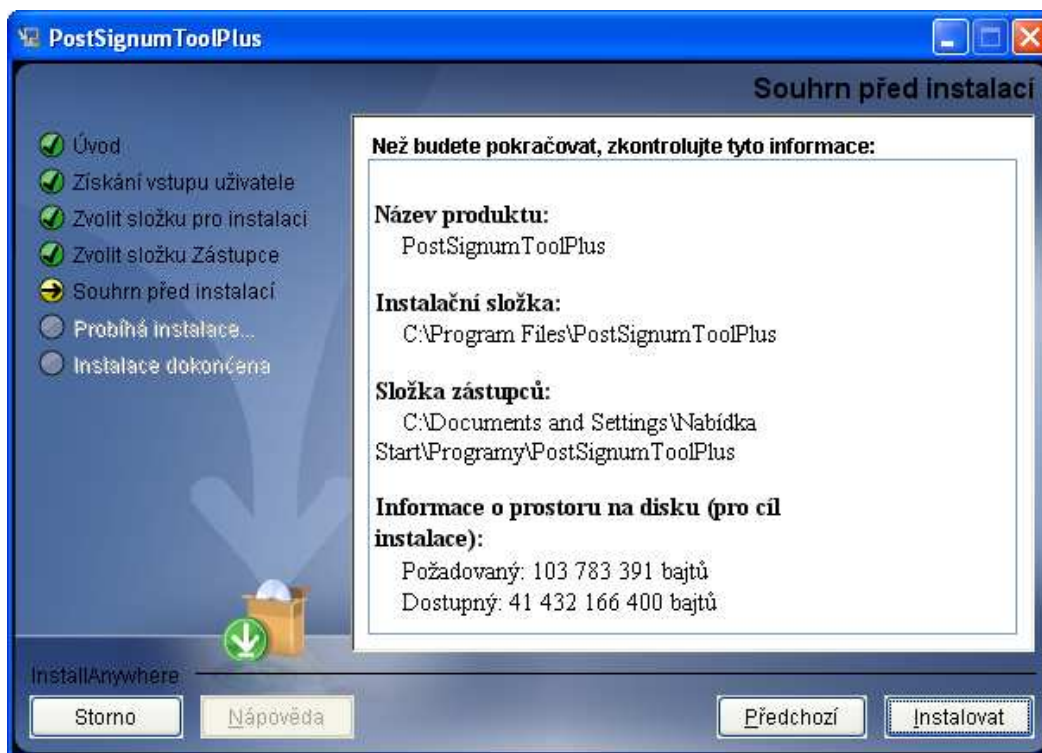 PostSignumToolPlus
Souhrn před instalací
Úvod
Získání vstupu uživatele
Zvolit složku pro instalaci
Zvolit složku Zástupce
Souhrn před instalací
Probíhá instalace...
Instalace dokončena
Než budete pokračovat, zkontrolujte tyto informace:
Název produktu:
PostSignumToolPlus
Instalační složka:
C:\Program Files\PostSignumToolPlus
Složka zástupců:
C:\Documents and Settings\Nabídka
Start\Programy\PostSignumToolPlus
Informace o prostoru na disku (pro cíl
instalace):
Požadovaný: 103 783 391 bajtů
Dostupný: 41 432 166 400 bajtů
InstallAnywhere
Storno
Nápověda
Předchozí
Instalovat